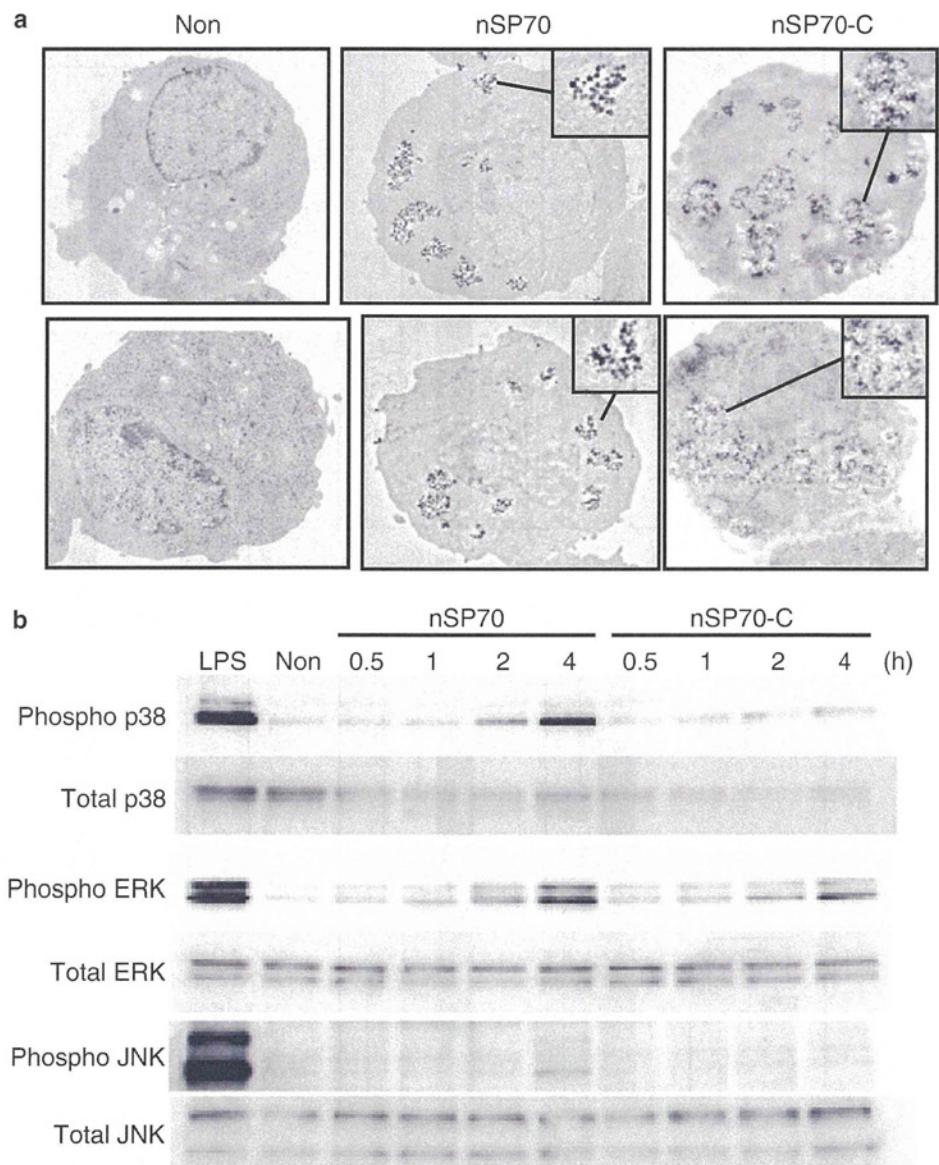 a
Non nSP70 nSP70-C
b
nSP70 nSP70-C
LPS Non 0.5 1 2 4 0.5 1 2 4 (h)
Phospho p38
Total p38
Phospho ERK
Total ERK
Phospho JNK
Total JNK